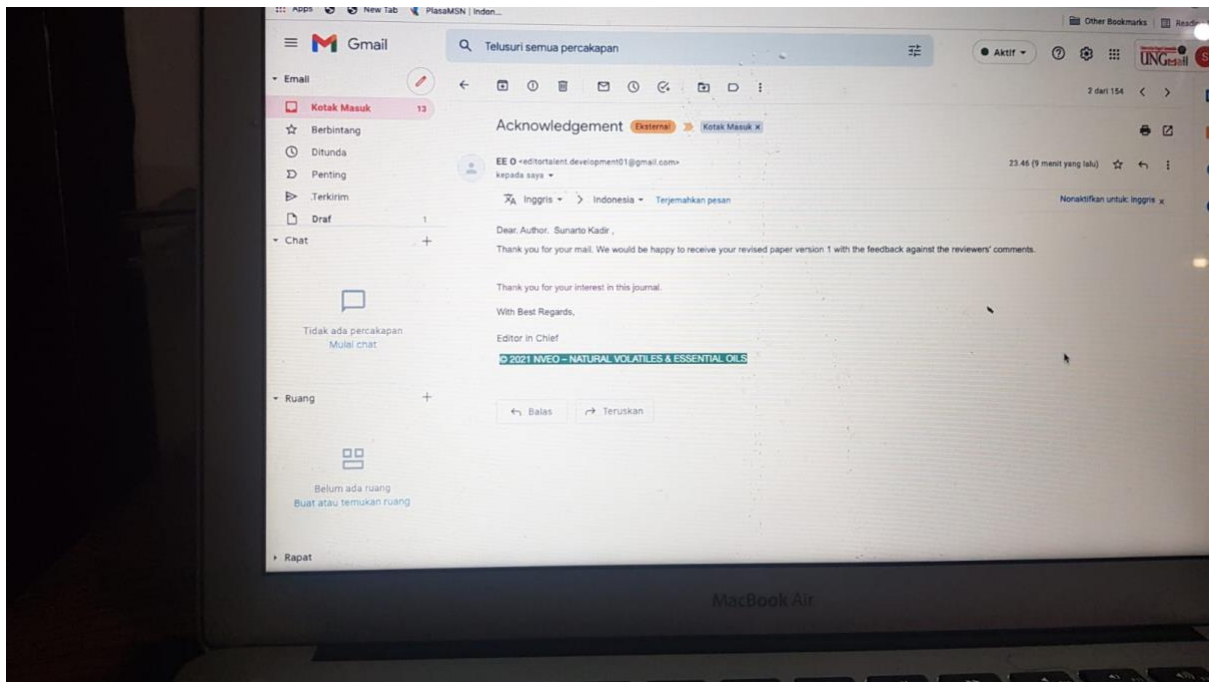 Apps
New Tab
PlasaMSN | Indon...
Other Bookmarks
Gmail
Telusuri semua percakapan
Aktif
UNGmail
Email
2 dari 154
Kotak Masuk 13
Acknowledgement Eksternal Kotak Masuk x
Berbintang
Ditunda
EE O <editortalent.development01@gmail.com>
23.46 (9 menit yang lalu)
kepada saya
Penting
Terkirim
Inggris > Indonesia Terjemahkan pesan
Nonaktifkan untuk: Inggris x
Draf 1
Chat
Dear. Author. Sunarto Kadir ,
Thank you for your mail. We would be happy to receive your revised paper version 1 with the feedback against the reviewers' comments.
Thank you for your interest in this journal.
With Best Regards,
Tidak ada percakapan
Mulai chat
Editor in Chief
© 2021 NVEO – NATURAL VOLATILES & ESSENTIAL OILS
Ruang
Balas
Teruskan
Belum ada ruang
Buat atau temukan ruang
Rapat
MacBook Air